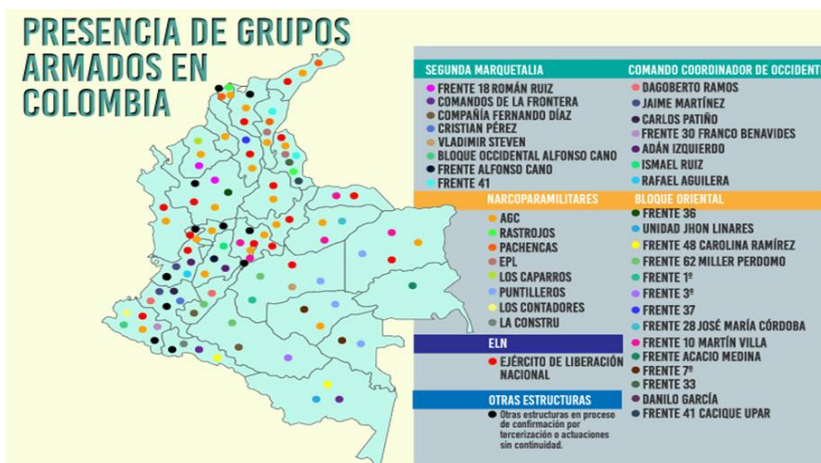 PRESENCIA DE GRUPOS
ARMADOS EN
COLOMBIA
SEGUNDA MARQUETALIA
FRENTE 18 ROMÁN RUIZ
COMANDOS DE LA FRONTERA
COMPAÑÍA FERNANDO DÍAZ
CRISTIAN PÉREZ
VLADIMIR STEVEN
BLOQUE OCCIDENTAL ALFONSO CANO
FRENTE ALFONSO CANO
FRENTE 41
NARCOPARAMILITARES
AGC
RASTROJOS
PACHENCAS
EPL
LOS CAPARROS
PUNTILLEROS
LOS CONTADORES
LA CONSTRU
ELN
EJÉRCITO DE LIBERACIÓN
NACIONAL
OTRAS ESTRUCTURAS
Otras estructuras en proceso
de confirmación por
tercerización o actuaciones
sin continuidad.
COMANDO COORDINADOR DE OCCIDENT
DAGOBERTO RAMOS
JAIME MARTÍNEZ
CARLOS PATIÑO
FRENTE 30 FRANCO BENAVIDES
ADÁN IZQUIERDO
ISMAEL RUIZ
RAFAEL AGUILERA
BLOQUE ORIENTAL
FRENTE 36
UNIDAD JHON LINARES
FRENTE 48 CAROLINA RAMÍREZ
FRENTE 62 MILLER PERDOMO
FRENTE 1º
FRENTE 3º
FRENTE 37
FRENTE 28 JOSÉ MARÍA CÓRDOBA
FRENTE 10 MARTÍN VILLA
FRENTE ACACIO MEDINA
FRENTE 7º
FRENTE 33
DANILO GARCÍA
FRENTE 41 CACIQUE UPAR